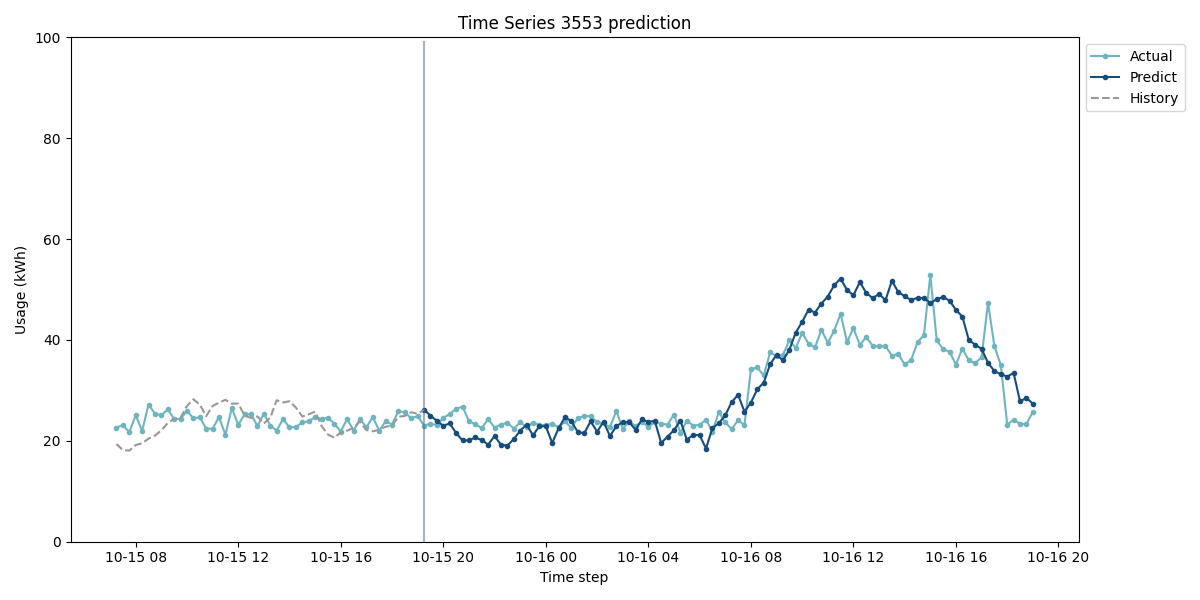 Time Series 3553 prediction
Actual
Predict
History
Usage (kWh)
100
80
60
40
20
0
10-15 08
10-15 12
10-15 16
10-15 20
10-16 00
10-16 04
10-16 08
10-16 12
10-16 16
10-16 20
Time step